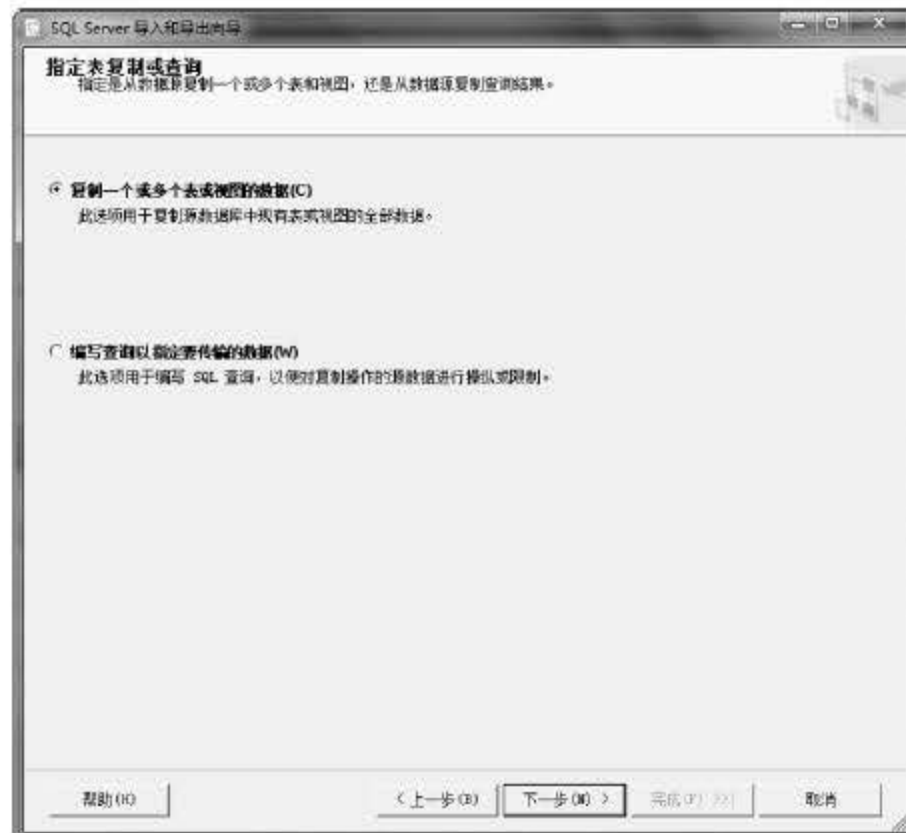 SQL Server 导入和导出向导
指定表复制或查询
指定是从数据源复制一个或多个表和视图，还是从数据源复制查询结果。
复制一个或多个表或视图的数据(C)
此选项用于复制源数据库中现有表或视图的全部数据。
编写查询以指定要传输的数据(W)
此选项用于编写 SQL 查询，以便对复制操作的源数据进行操纵或限制。
帮助(H)
< 上一步(B)
下一步(N) >
完成(F) >>|
取消